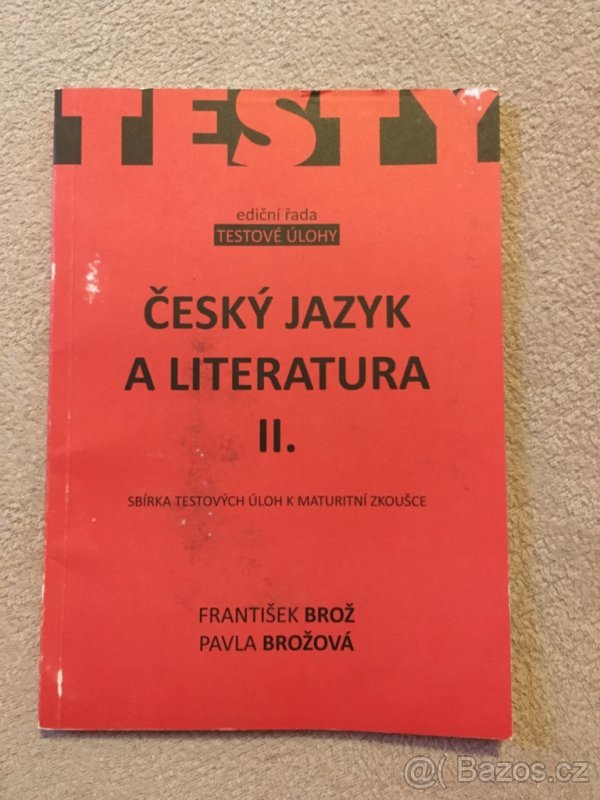 TESTY
ediční řada
TESTOVÉ ÚLOHY
ČESKÝ JAZYK
A LITERATURA
II.
SBÍRKA TESTOVÝCH ÚLOH K MATURITNÍ ZKOUŠCE
FRANTIŠEK BROŽ
PAVLA BROŽOVÁ
Bazos.cz